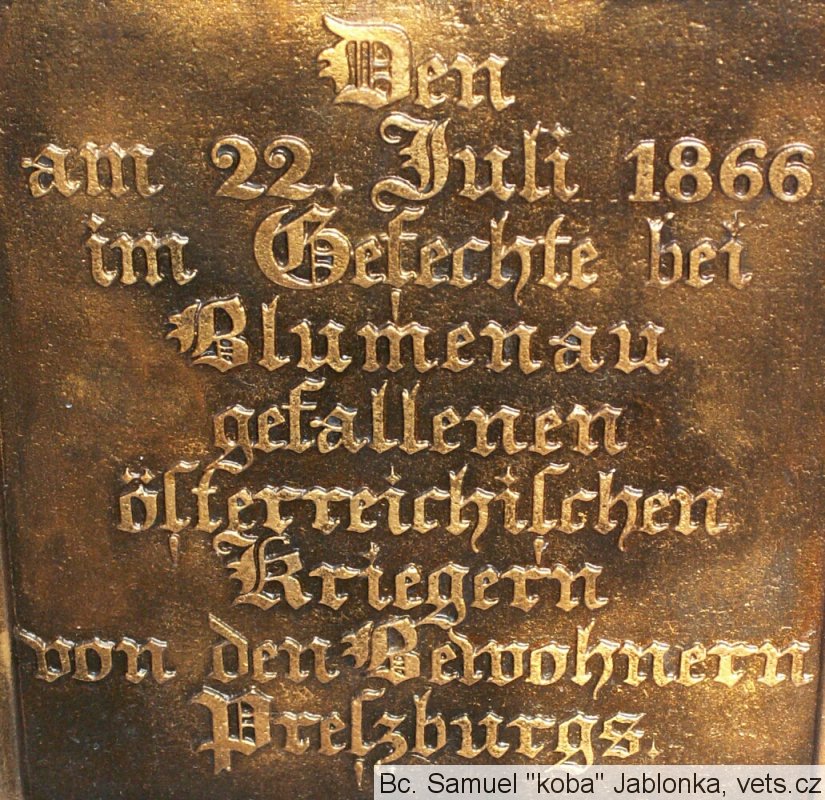 Den
am 22. Juli 1866
im Gefechte bei
Blumenau
gefallenen
öſterreichiſchen
Kriegern
von den Bewohnern
Preſzburgs.
Bc. Samuel "koba" Jablonka, vets.cz